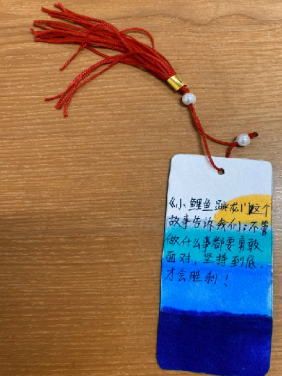 《小鲤鱼跳龙门》这个
故事告诉我们：不管
做什么事都要勇敢
面对，坚持到底，
才会胜利！